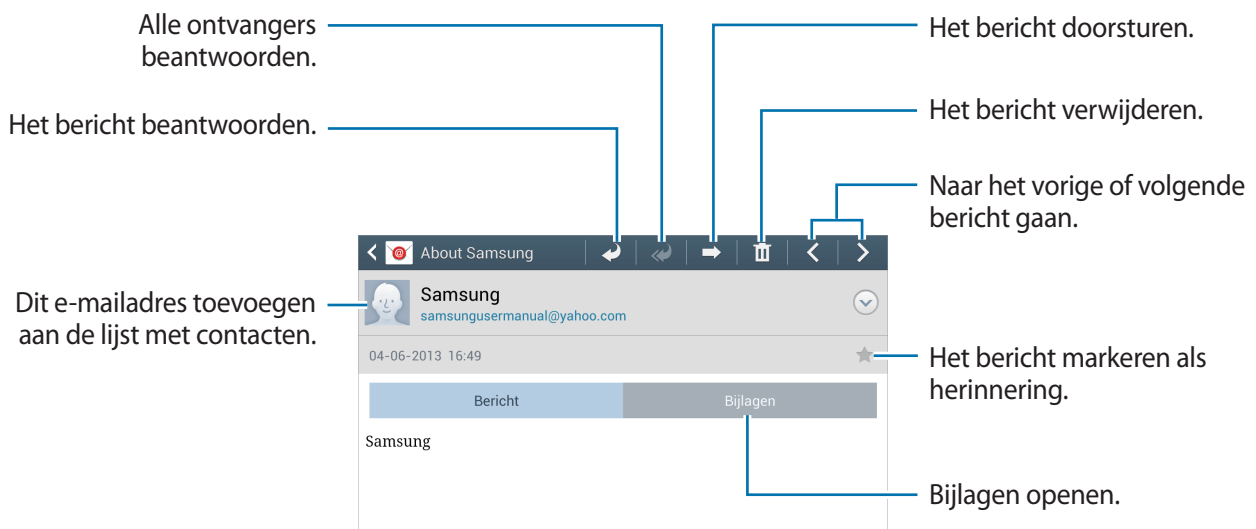 Alle ontvangers
beantwoorden.
Het bericht doorsturen.
Het bericht beantwoorden.
Het bericht verwijderen.
Naar het vorige of volgende
bericht gaan.
About Samsung
Dit e-mailadres toevoegen
aan de lijst met contacten.
Samsung
samsungusermanual@yahoo.com
04-06-2013 16:49
Het bericht markeren als
herinnering.
Bericht
Bijlagen
Samsung
Bijlagen openen.